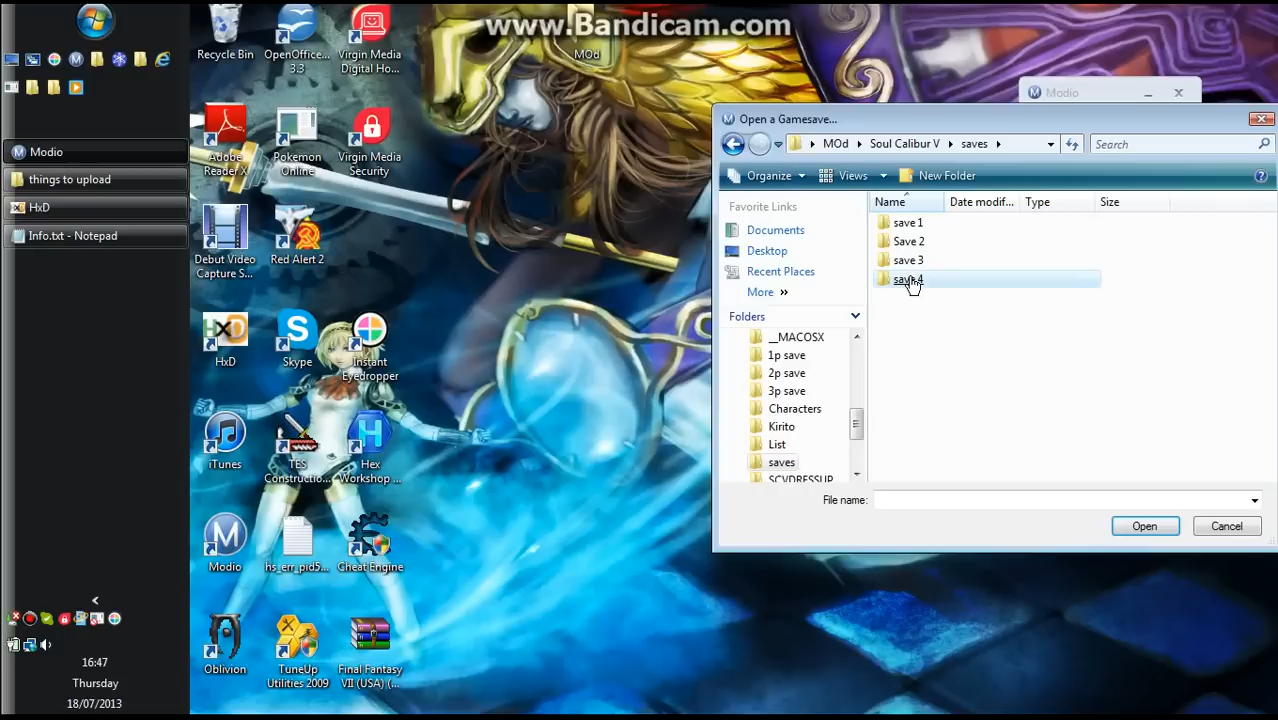 www.Bandicam.com
Recycle Bin
OpenOffice...
3.3
Virgin Media
Digital Ho...
MOd
Modio
things to upload
HxD
Info.txt - Notepad
Adobe
Reader X
Pokemon
Online
Virgin Media
Security
Debut Video
Capture S...
Red Alert 2
HxD
Skype
Instant
Eyedropper
iTunes
TES
Constructio...
Hex
Workshop ...
Modio
hs_err_pid5...
Cheat Engine
Oblivion
TuneUp
Utilities 2009
Final Fantasy
VII (USA) (...
16:47
Thursday
18/07/2013
Modio
Open a Gamesave...
MOd
Soul Calibur V
saves
Search
Organize
Views
New Folder
Favorite Links
Documents
Desktop
Recent Places
More
Folders
__MACOSX
1p save
2p save
3p save
Characters
Kirito
List
saves
SCVDRESSUP
Name
Date modif...
Type
Size
save 1
Save 2
save 3
save 4
File name:
Open
Cancel